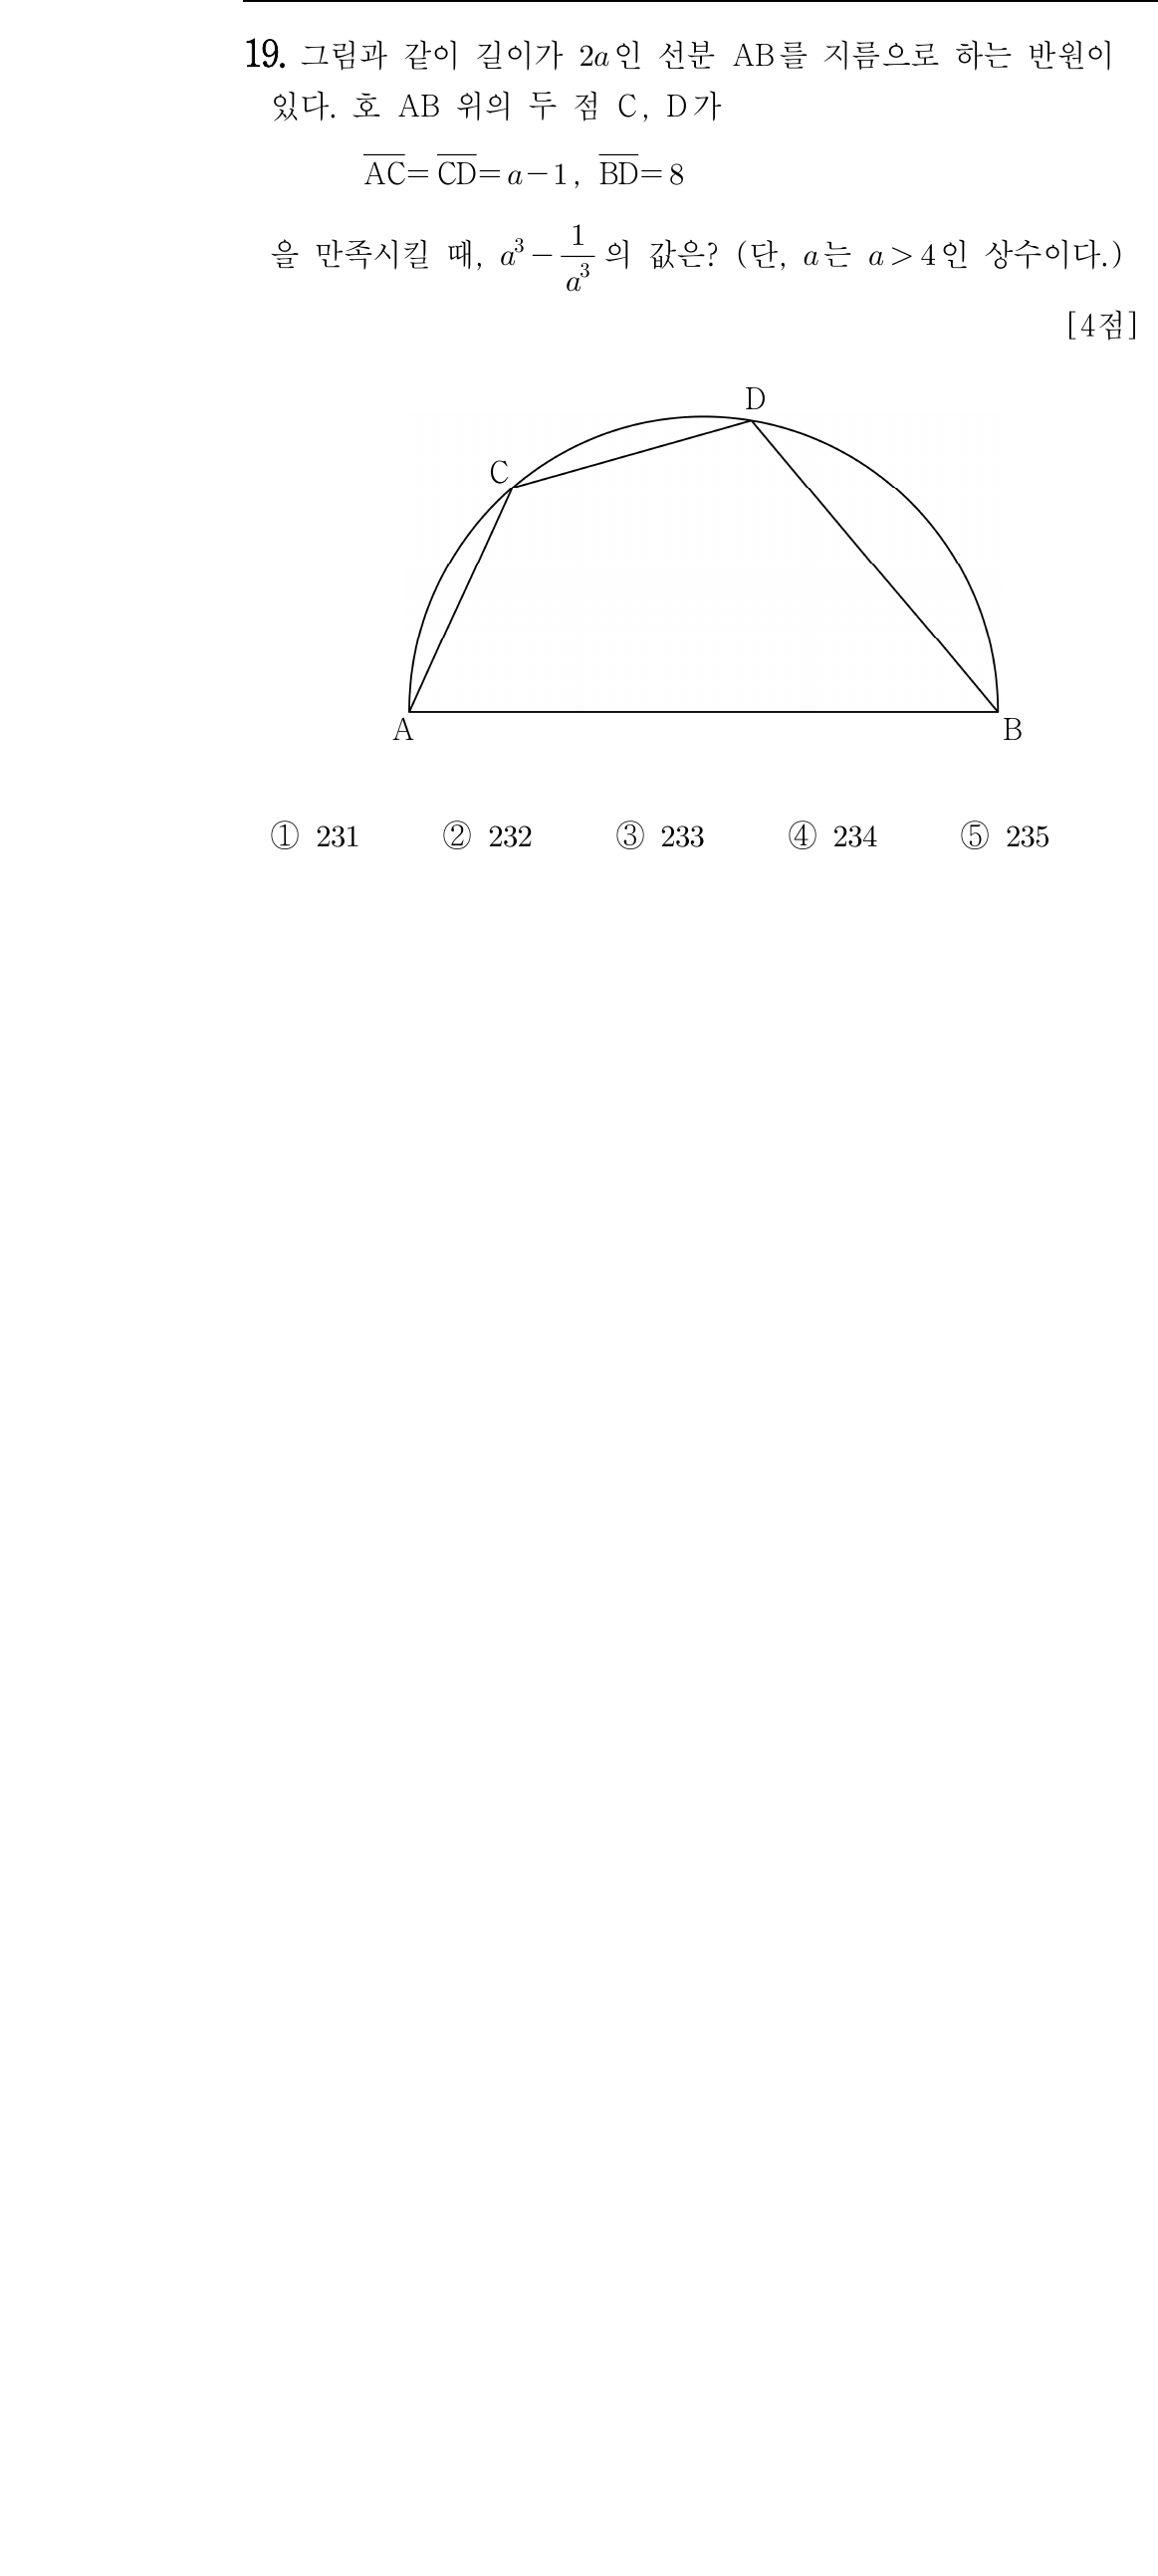 19. 그림과 같이 길이가 2a인 선분 AB를 지름으로 하는 반원이
있다. 호 AB 위의 두 점 C, D가
$\overline{AC}=\overline{CD}=a-1$, $\overline{BD}=8$
을 만족시킬 때, $a^3-\frac{1}{a^3}$의 값은? (단, a는 a>4인 상수이다.)
[4점]
D
C
A
B
① 231 ② 232 ③ 233 ④ 234 ⑤ 235